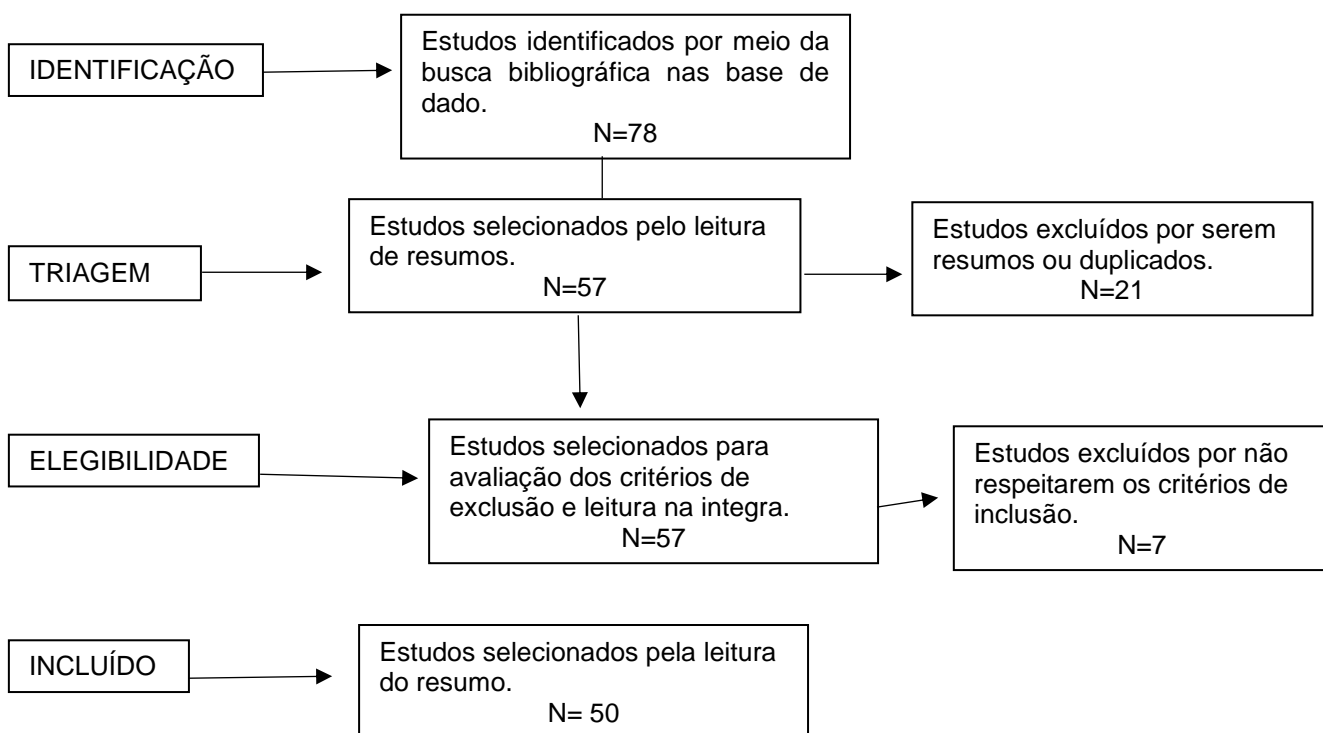 IDENTIFICAÇÃO
Estudos identificados por meio da
busca bibliográfica nas base de
dado.
N=78
TRIAGEM
Estudos selecionados pelo leitura
de resumos.
N=57
Estudos excluídos por serem
resumos ou duplicados.
N=21
ELEGIBILIDADE
Estudos selecionados para
avaliação dos critérios de
exclusão e leitura na integra.
N=57
Estudos excluídos por não
respeitarem os critérios de
inclusão.
N=7
INCLUÍDO
Estudos selecionados pela leitura
do resumo.
N= 50